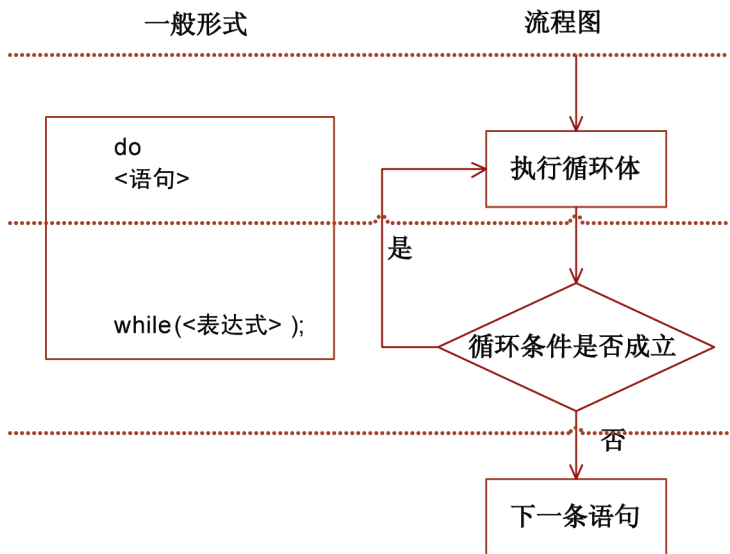 一般形式
流程图
do
<语句>
while(<表达式> );
执行循环体
是
循环条件是否成立
否
下一条语句